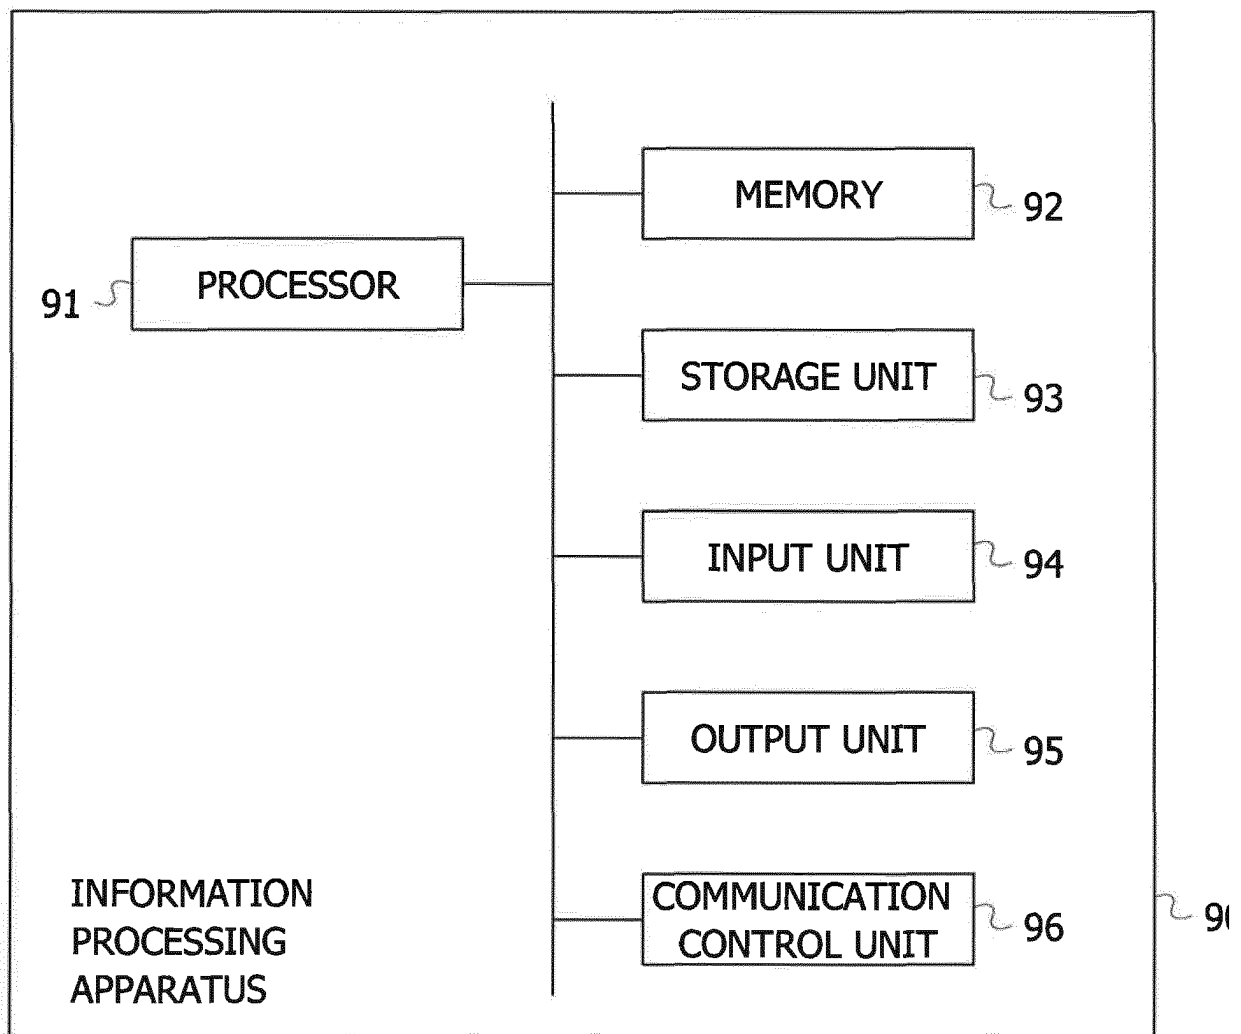 MEMORY
92
PROCESSOR
91
STORAGE UNIT
93
INPUT UNIT
94
OUTPUT UNIT
95
COMMUNICATION
CONTROL UNIT
96
INFORMATION
PROCESSING
APPARATUS